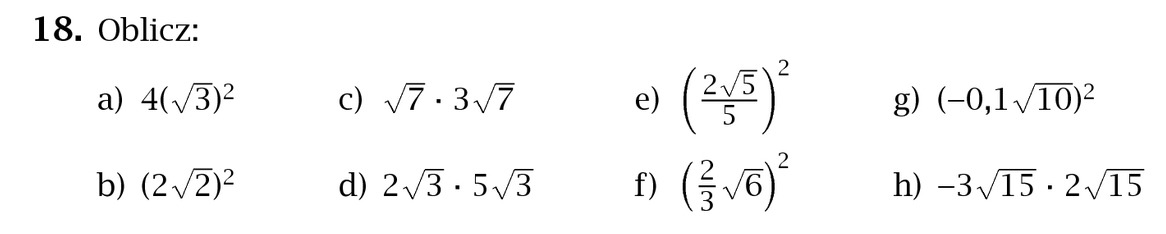 18. Oblicz:
a) 4(√3)² c) √7 · 3√7 e) (2√5/5)² g) (−0,1√10)²
b) (2√2)² d) 2√3 · 5√3 f) (2/3 √6)² h) −3√15 · 2√15